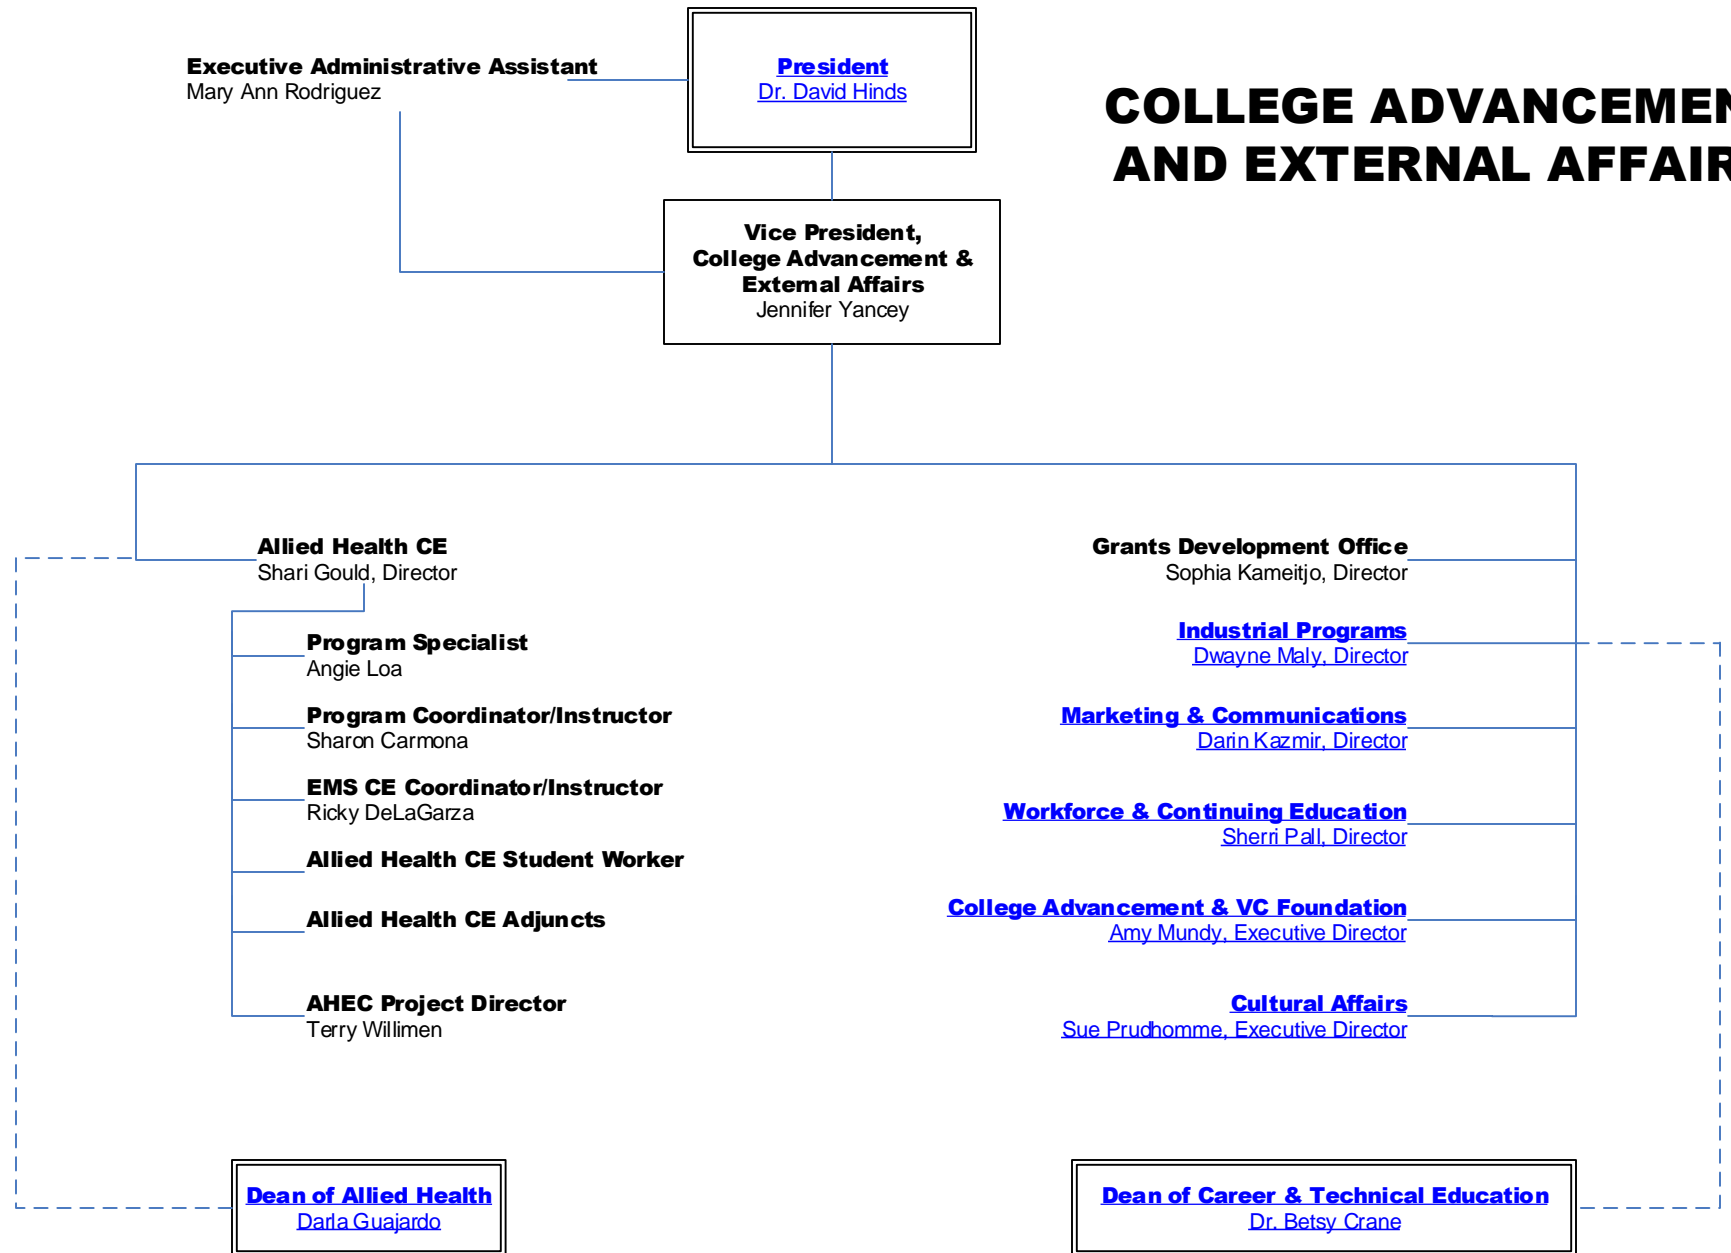 Executive Administrative Assistant
Mary Ann Rodriguez
President
Dr. David Hinds
COLLEGE ADVANCEMEN
AND EXTERNAL AFFAIR
Vice President,
College Advancement &
External Affairs
Jennifer Yancey
Allied Health CE
Shari Gould, Director
Program Specialist
Angie Loa
Program Coordinator/Instructor
Sharon Carmona
EMS CE Coordinator/Instructor
Ricky DeLaGarza
Allied Health CE Student Worker
Allied Health CE Adjuncts
AHEC Project Director
Terry Willimen
Grants Development Office
Sophia Kameitjo, Director
Industrial Programs
Dwayne Maly, Director
Marketing & Communications
Darin Kazmir, Director
Workforce & Continuing Education
Sherri Pall, Director
College Advancement & VC Foundation
Amy Mundy, Executive Director
Cultural Affairs
Sue Prudhomme, Executive Director
Dean of Allied Health
Darla Guajardo
Dean of Career & Technical Education
Dr. Betsy Crane